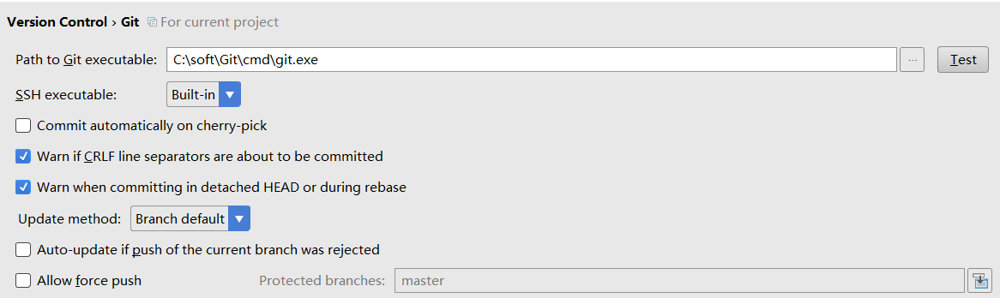 Version Control › Git For current project
Path to Git executable: C:\soft\Git\cmd\git.exe ... Test
SSH executable: Built-in
Commit automatically on cherry-pick
Warn if CRLF line separators are about to be committed
Warn when committing in detached HEAD or during rebase
Update method: Branch default
Auto-update if push of the current branch was rejected
Allow force push Protected branches: master